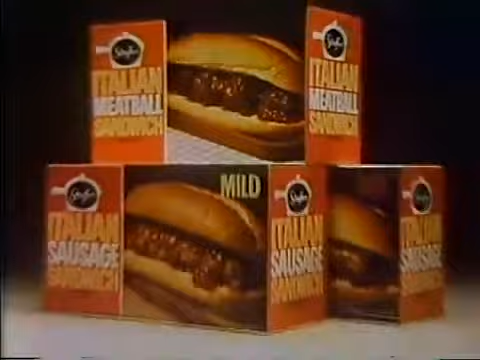 Stouffer's
ITALIAN
MEATBALL
SANDWICH
Stouffer's
ITALIAN
MEATBALL
SANDWICH
MILD
Stouffer's
ITALIAN
SAUSAGE
SANDWICH
Stouffer's
ITALIAN
SAUSAGE
SANDWICH
Stouffer's
ITALIAN
SAUSAGE
SANDWICH